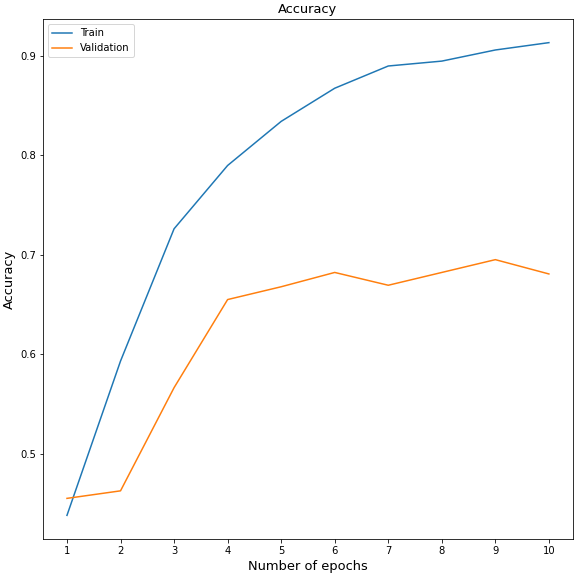 Accuracy
Train
Validation
0.9
0.8
0.7
0.6
0.5
Accuracy
1 2 3 4 5 6 7 8 9 10
Number of epochs